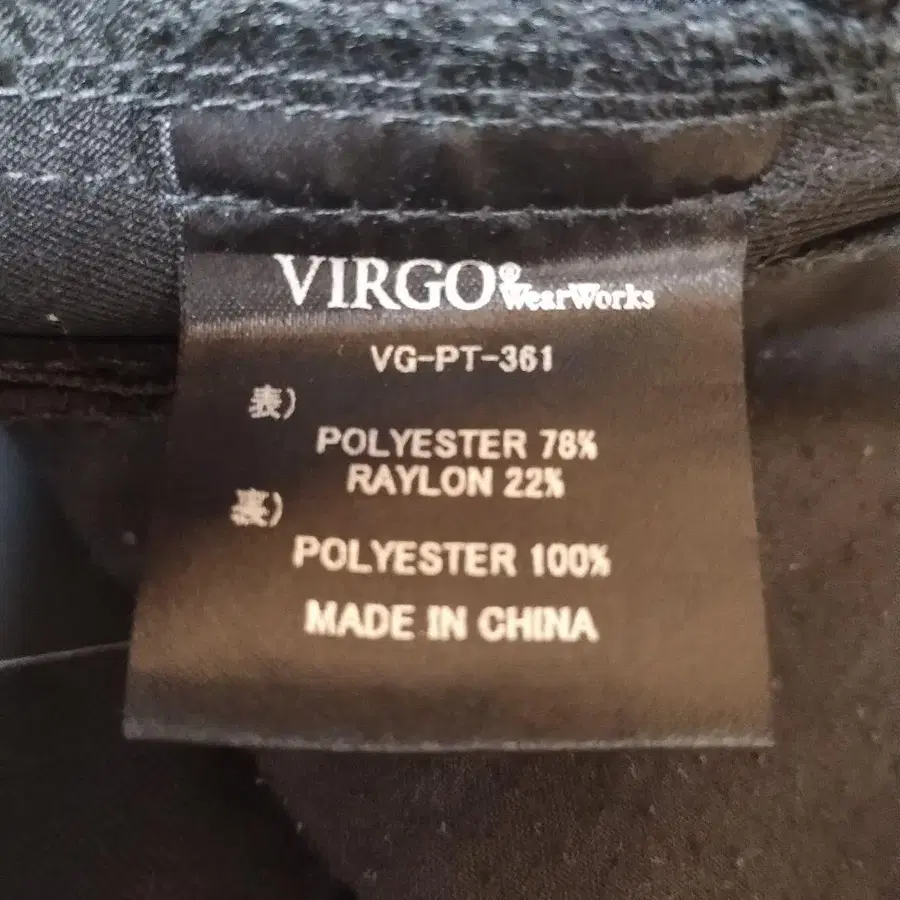 VIRGO® WearWorks
VG-PT-361
表)
POLYESTER 78%
RAYLON 22%
裏)
POLYESTER 100%
MADE IN CHINA